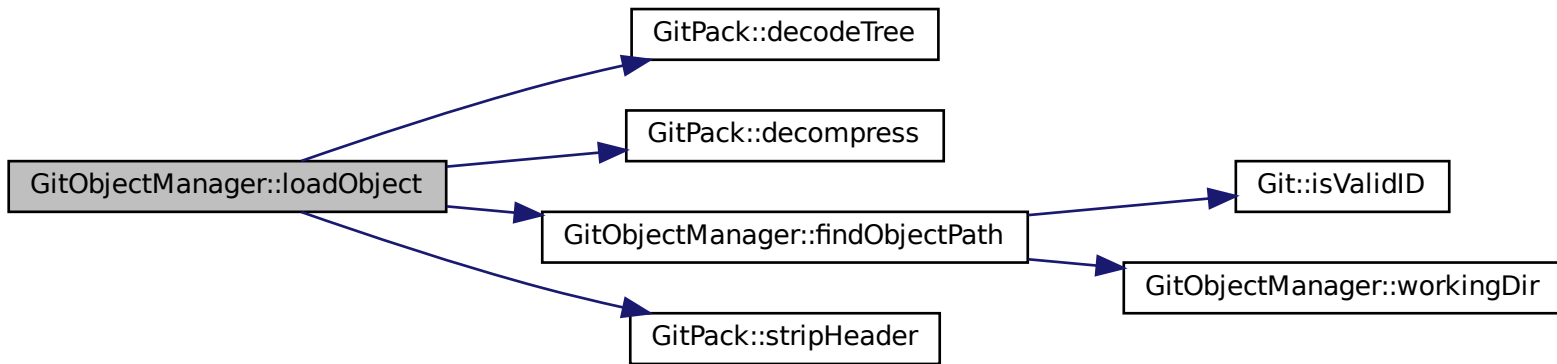 GitPack::decodeTree
GitPack::decompress
GitObjectManager::loadObject
Git::isValidID
GitObjectManager::findObjectPath
GitObjectManager::workingDir
GitPack::stripHeader